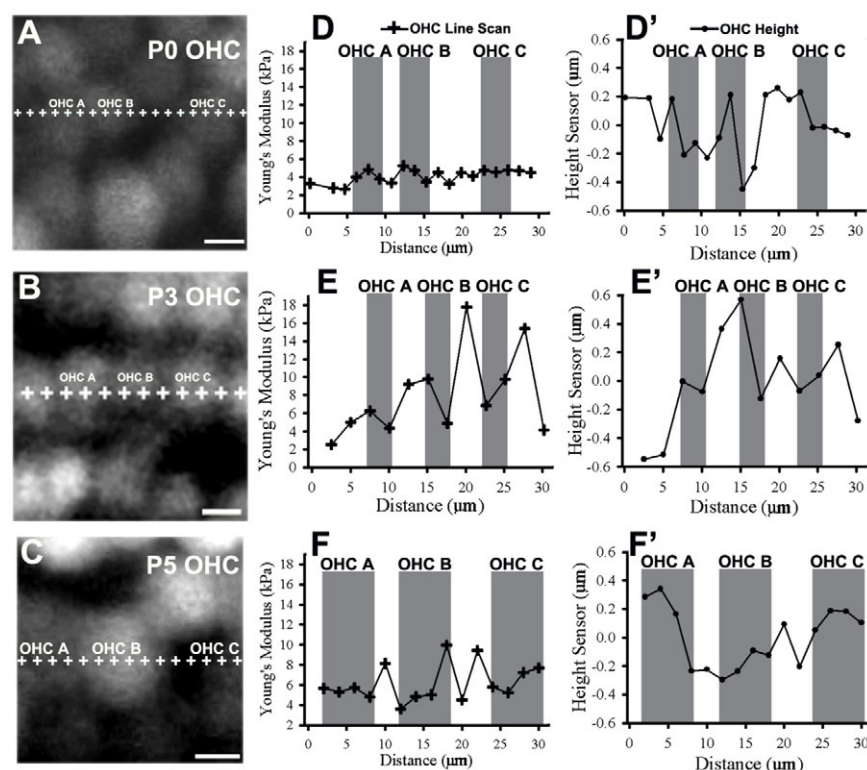 A
P0 OHC
OHC A OHC B OHC C
D
OHC Line Scan
OHC A OHC B OHC C
Young's Modulus (kPa)
18
16
14
12
10
8
6
4
2
0
0 5 10 15 20 25 30
Distance (μm)
D’
OHC Height
OHC A OHC B OHC C
Height Sensor (μm)
0.6
0.2
0.0
-0.2
-0.6
0 5 10 15 20 25 30
Distance (μm)
B
P3 OHC
OHC A OHC B OHC C
E
OHC A OHC B OHC C
Young's Modulus (kPa)
18
16
14
12
10
8
6
4
2
0
0 5 10 15 20 25 30
Distance (μm)
E’
OHC A OHC B OHC C
Height Sensor (μm)
0.6
0.4
0.2
0.0
-0.2
-0.4
-0.6
0 5 10 15 20 25 30
Distance (μm)
C
P5 OHC
OHC A OHC B OHC C
F
OHC A OHC B OHC C
Young's Modulus (kPa)
18
16
14
12
10
8
6
4
2
0 5 10 15 20 25 30
Distance (μm)
F’
OHC A OHC B OHC C
Height Sensor (μm)
0.6
0.4
0.2
0.0
-0.2
-0.4
-0.6
0 5 10 15 20 25 30
Distance (μm)